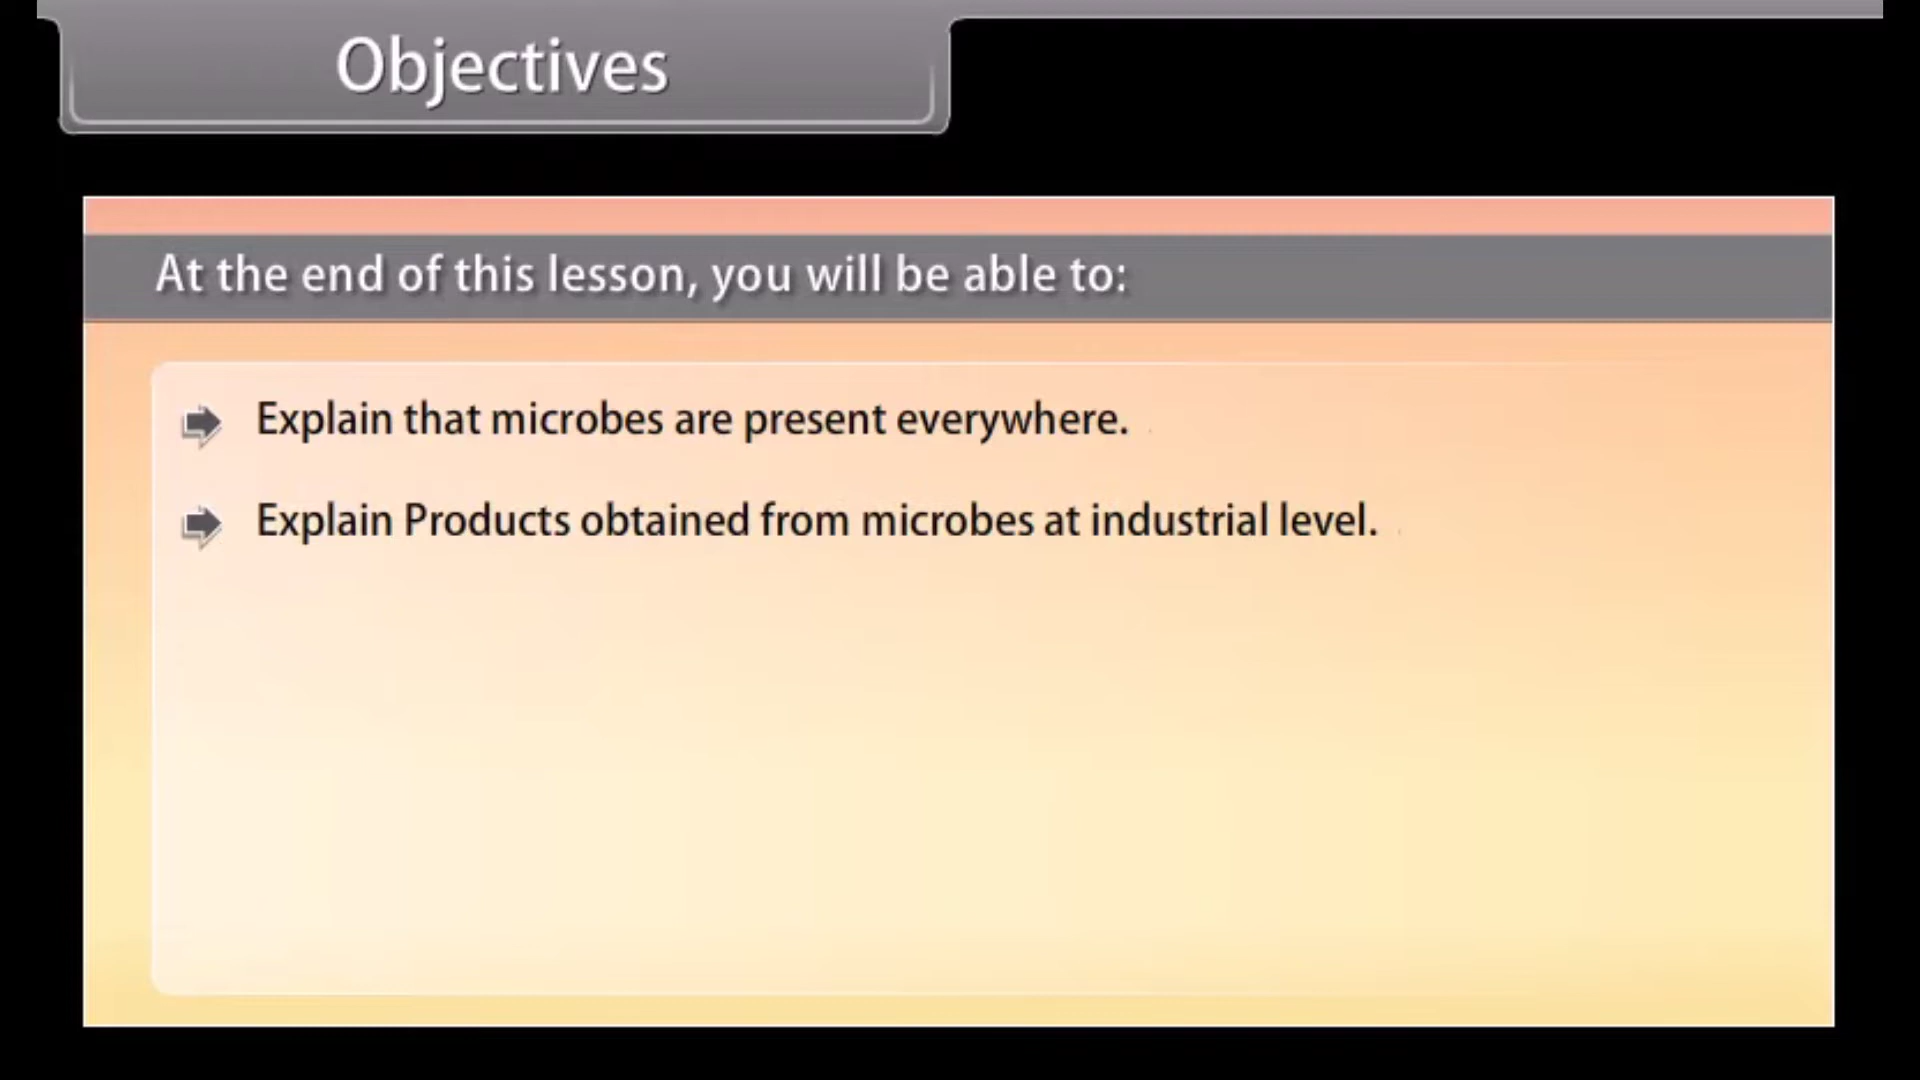 Objectives
At the end of this lesson, you will be able to:
Explain that microbes are present everywhere.
Explain Products obtained from microbes at industrial level.